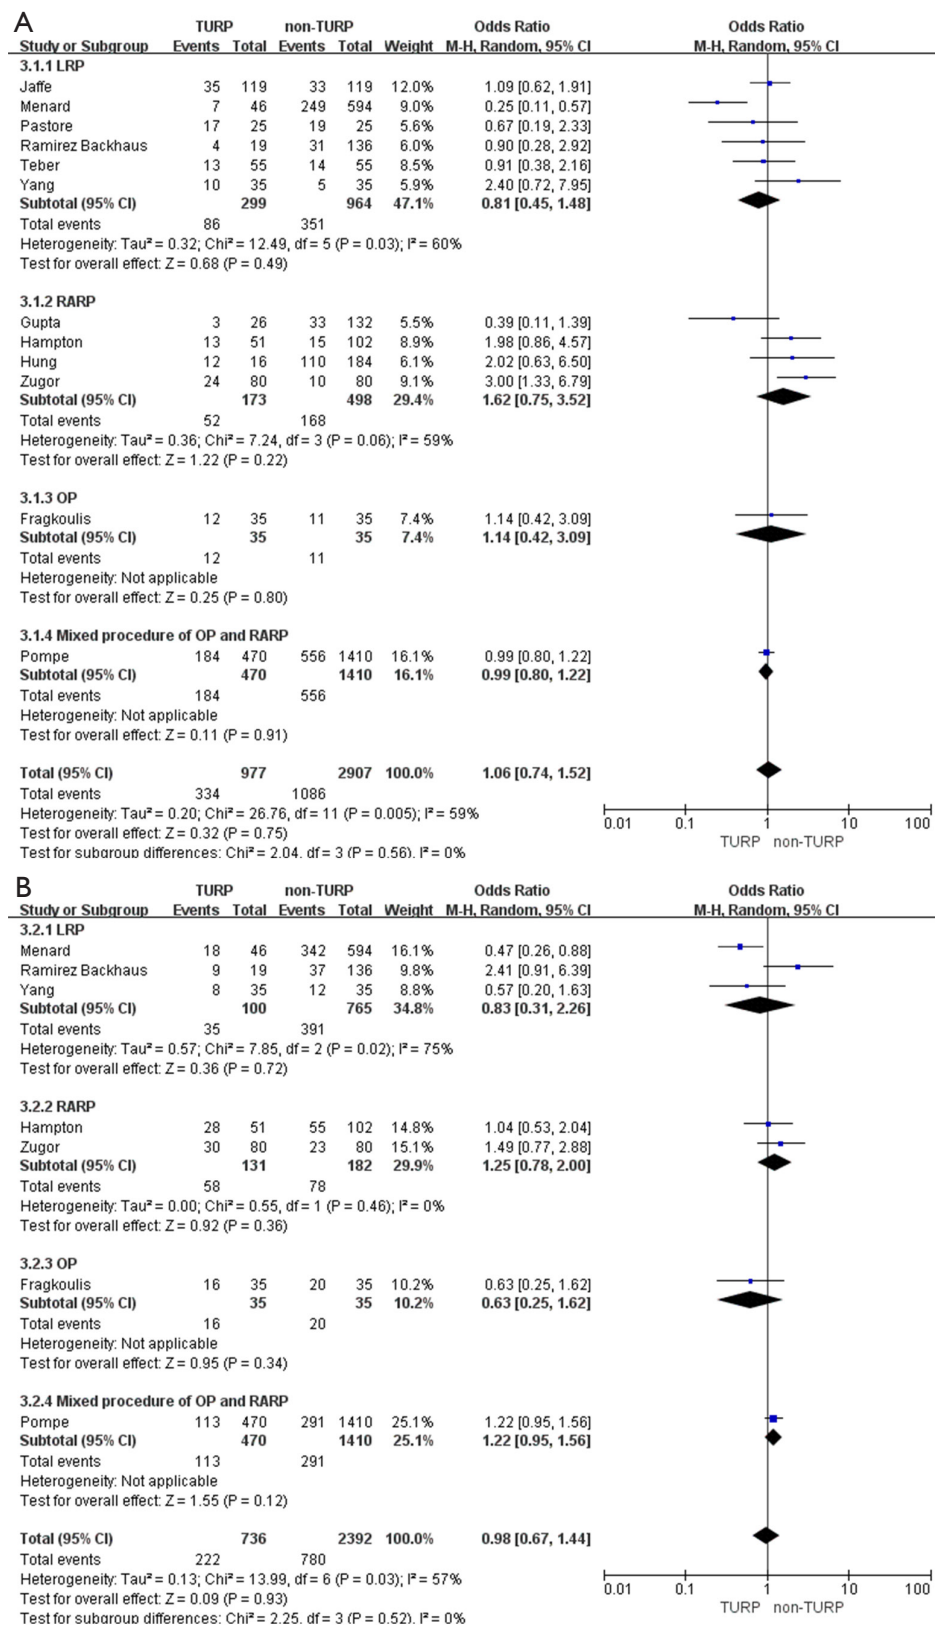 A
TURP non-TURP Odds Ratio Odds Ratio
Study or Subgroup Events Total Events Total Weight M-H, Random, 95% CI M-H, Random, 95% CI
3.1.1 LRP
Jaffe 35 119 33 119 12.0% 1.09 [0.62, 1.91]
Menard 7 46 249 594 9.0% 0.25 [0.11, 0.57]
Pastore 17 25 19 25 5.6% 0.67 [0.19, 2.33]
Ramirez Backhaus 4 19 31 136 6.0% 0.90 [0.28, 2.92]
Teber 13 55 14 55 8.5% 0.91 [0.38, 2.16]
Yang 10 35 5 35 5.9% 2.40 [0.72, 7.95]
Subtotal (95% CI) 299 964 47.1% 0.81 [0.45, 1.48]
Total events 86 351
Heterogeneity: Tau² = 0.32; Chi² = 12.49, df = 5 (P = 0.03); I² = 60%
Test for overall effect: Z = 0.68 (P = 0.49)
3.1.2 RARP
Gupta 3 26 33 132 5.5% 0.39 [0.11, 1.39]
Hampton 13 51 15 102 8.9% 1.98 [0.86, 4.57]
Hung 12 16 110 184 6.1% 2.02 [0.63, 6.50]
Zugor 24 80 10 80 9.1% 3.00 [1.33, 6.79]
Subtotal (95% CI) 173 498 29.4% 1.62 [0.75, 3.52]
Total events 52 168
Heterogeneity: Tau² = 0.36; Chi² = 7.24, df = 3 (P = 0.06); I² = 59%
Test for overall effect: Z = 1.22 (P = 0.22)
3.1.3 OP
Fragkoulis 12 35 11 35 7.4% 1.14 [0.42, 3.09]
Subtotal (95% CI) 35 35 7.4% 1.14 [0.42, 3.09]
Total events 12 11
Heterogeneity: Not applicable
Test for overall effect: Z = 0.25 (P = 0.80)
3.1.4 Mixed procedure of OP and RARP
Pompe 184 470 556 1410 16.1% 0.99 [0.80, 1.22]
Subtotal (95% CI) 470 1410 16.1% 0.99 [0.80, 1.22]
Total events 184 556
Heterogeneity: Not applicable
Test for overall effect: Z = 0.11 (P = 0.91)
Total (95% CI) 977 2907 100.0% 1.06 [0.74, 1.52]
Total events 334 1086
Heterogeneity: Tau² = 0.20; Chi² = 26.76, df = 11 (P = 0.005); I² = 59%
Test for overall effect: Z = 0.32 (P = 0.75)
Test for subgroup differences: Chi² = 2.04, df = 3 (P = 0.56), I² = 0%
0.01 0.1 1 10 100
TURP non-TURP
B
TURP non-TURP Odds Ratio Odds Ratio
Study or Subgroup Events Total Events Total Weight M-H, Random, 95% CI M-H, Random, 95% CI
3.2.1 LRP
Menard 18 46 342 594 16.1% 0.47 [0.26, 0.88]
Ramirez Backhaus 9 19 37 136 9.8% 2.41 [0.91, 6.39]
Yang 8 35 12 35 8.8% 0.57 [0.20, 1.63]
Subtotal (95% CI) 100 765 34.8% 0.83 [0.31, 2.26]
Total events 35 391
Heterogeneity: Tau² = 0.57; Chi² = 7.85, df = 2 (P = 0.02); I² = 75%
Test for overall effect: Z = 0.36 (P = 0.72)
3.2.2 RARP
Hampton 28 51 55 102 14.8% 1.04 [0.53, 2.04]
Zugor 30 80 23 80 15.1% 1.49 [0.77, 2.88]
Subtotal (95% CI) 131 182 29.9% 1.25 [0.78, 2.00]
Total events 58 78
Heterogeneity: Tau² = 0.00; Chi² = 0.55, df = 1 (P = 0.46); I² = 0%
Test for overall effect: Z = 0.92 (P = 0.36)
3.2.3 OP
Fragkoulis 16 35 20 35 10.2% 0.63 [0.25, 1.62]
Subtotal (95% CI) 35 35 10.2% 0.63 [0.25, 1.62]
Total events 16 20
Heterogeneity: Not applicable
Test for overall effect: Z = 0.95 (P = 0.34)
3.2.4 Mixed procedure of OP and RARP
Pompe 113 470 291 1410 25.1% 1.22 [0.95, 1.56]
Subtotal (95% CI) 470 1410 25.1% 1.22 [0.95, 1.56]
Total events 113 291
Heterogeneity: Not applicable
Test for overall effect: Z = 1.55 (P = 0.12)
Total (95% CI) 736 2392 100.0% 0.98 [0.67, 1.44]
Total events 222 780
Heterogeneity: Tau² = 0.13; Chi² = 13.99, df = 6 (P = 0.03); I² = 57%
Test for overall effect: Z = 0.09 (P = 0.93)
Test for subgroup differences: Chi² = 2.25, df = 3 (P = 0.52), I² = 0%
0.01 0.1 1 10 100
TURP non-TURP